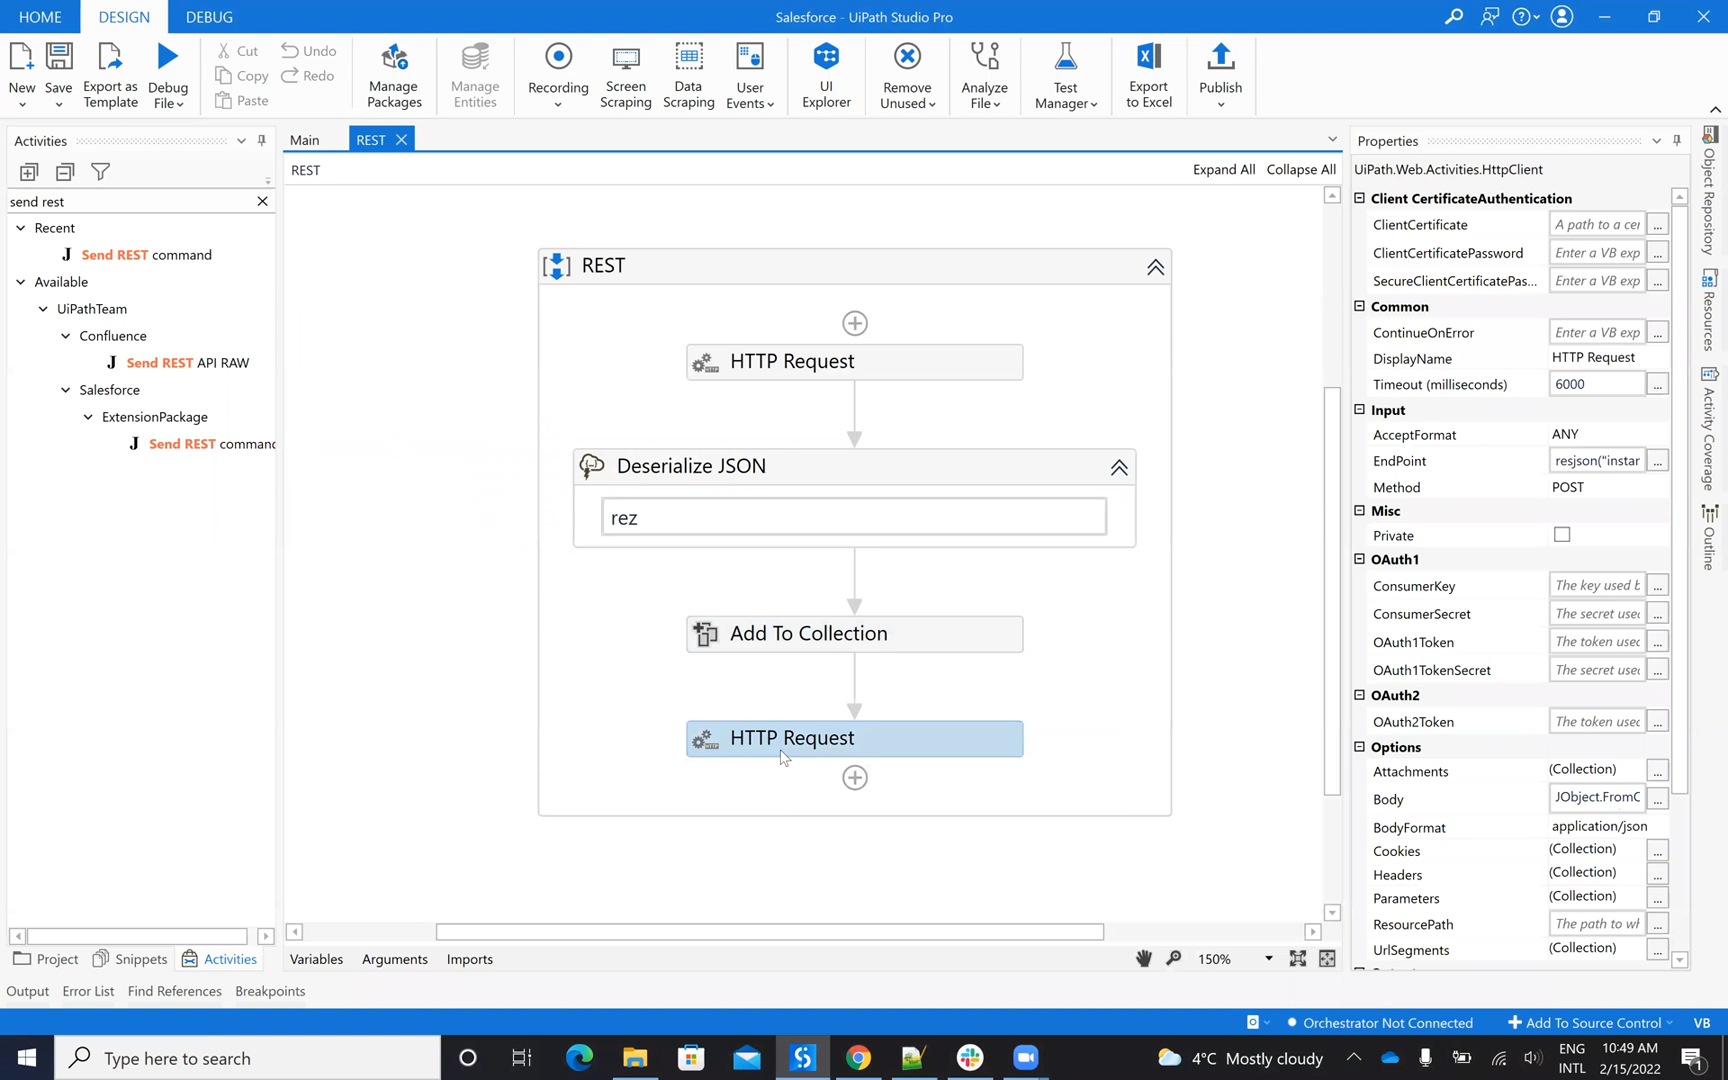 HOME DESIGN DEBUG Salesforce - UiPath Studio Pro
New Save Export as Template Debug File Cut Copy Paste Undo Redo Manage Packages Manage Entities Recording Screen Scraping Data Scraping User Events UI Explorer Remove Unused Analyze File Test Manager Export to Excel Publish
Activities
send rest
Recent
Send REST command
Available
UiPathTeam
Confluence
Send REST API RAW
Salesforce
ExtensionPackage
Send REST command
Main REST
REST Expand All Collapse All
REST
HTTP Request
Deserialize JSON
rez
Add To Collection
HTTP Request
Properties
UiPath.Web.Activities.HttpClient
Client CertificateAuthentication
ClientCertificate A path to a cer ...
ClientCertificatePassword Enter a VB exp ...
SecureClientCertificatePas... Enter a VB exp ...
Common
ContinueOnError Enter a VB exp ...
DisplayName HTTP Request
Timeout (milliseconds) 6000 ...
Input
AcceptFormat ANY
EndPoint resjson("instar ...
Method POST
Misc
Private
OAuth1
ConsumerKey The key used b ...
ConsumerSecret The secret used ...
OAuth1Token The token used ...
OAuth1TokenSecret The secret used ...
OAuth2
OAuth2Token The token used ...
Options
Attachments (Collection) ...
Body JObject.FromO ...
BodyFormat application/json
Cookies (Collection) ...
Headers (Collection) ...
Parameters (Collection) ...
ResourcePath The path to wh ...
UrlSegments (Collection) ...
Object Repository
Resources
Activity Coverage
Outline
Project Snippets Activities Variables Arguments Imports 150%
Output Error List Find References Breakpoints
Orchestrator Not Connected Add To Source Control VB
Type here to search 4°C Mostly cloudy ENG INTL 10:49 AM 2/15/2022 1